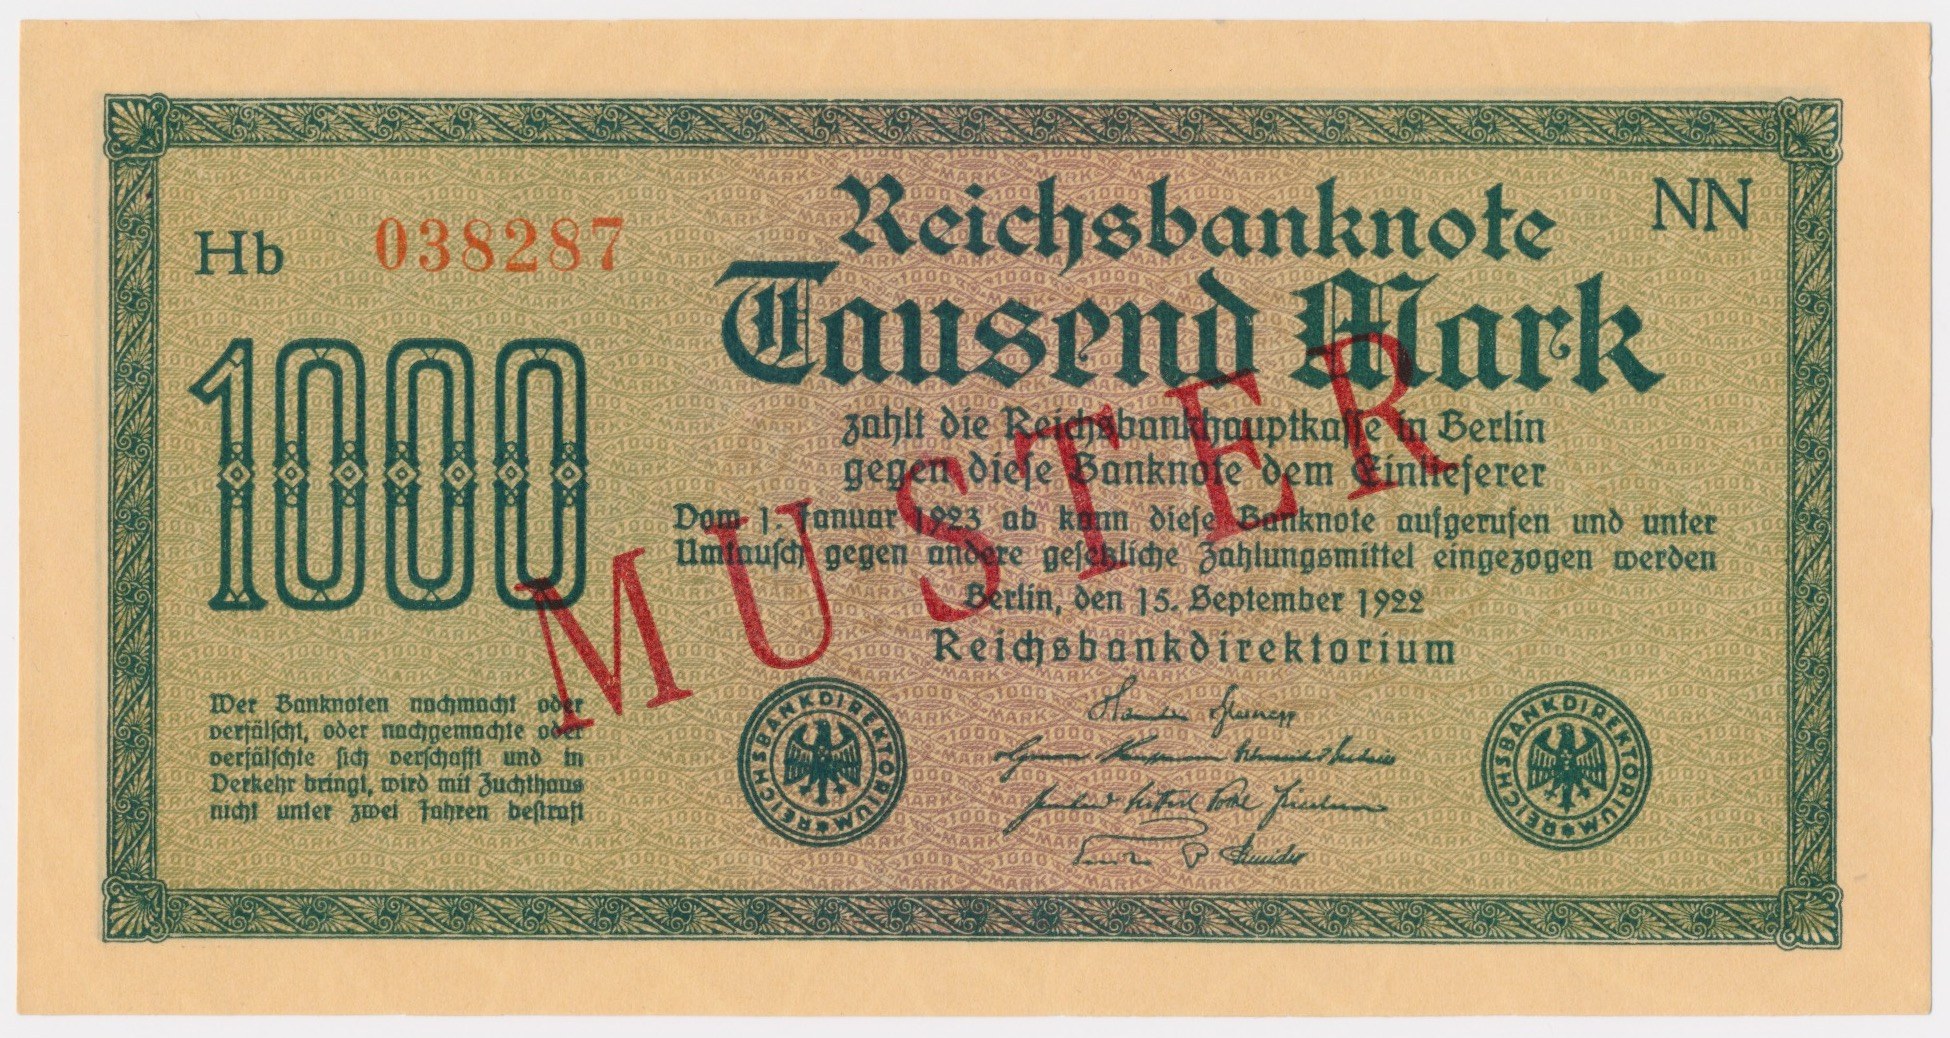 Reichsbanknote
NN
Hb 038287
Tausend Mark
1000
zahlt die Reichsbankhauptkasse in Berlin
gegen diese Banknote dem Einlieferer
Vom 1. Januar 1923 ab kann diese Banknote aufgerufen und unter
Umtausch gegen andere gesetzliche Zahlungsmittel eingezogen werden
Berlin, den 15. September 1922
Reichsbankdirektorium
MUSTER
Wer Banknoten nachmacht oder
verfälscht, oder nachgemachte oder
verfälschte sich verschafft und in
Verkehr bringt, wird mit Zuchthaus
nicht unter zwei Jahren bestraft
REICHSBANKDIREKTORIUM
REICHSBANKDIREKTORIUM